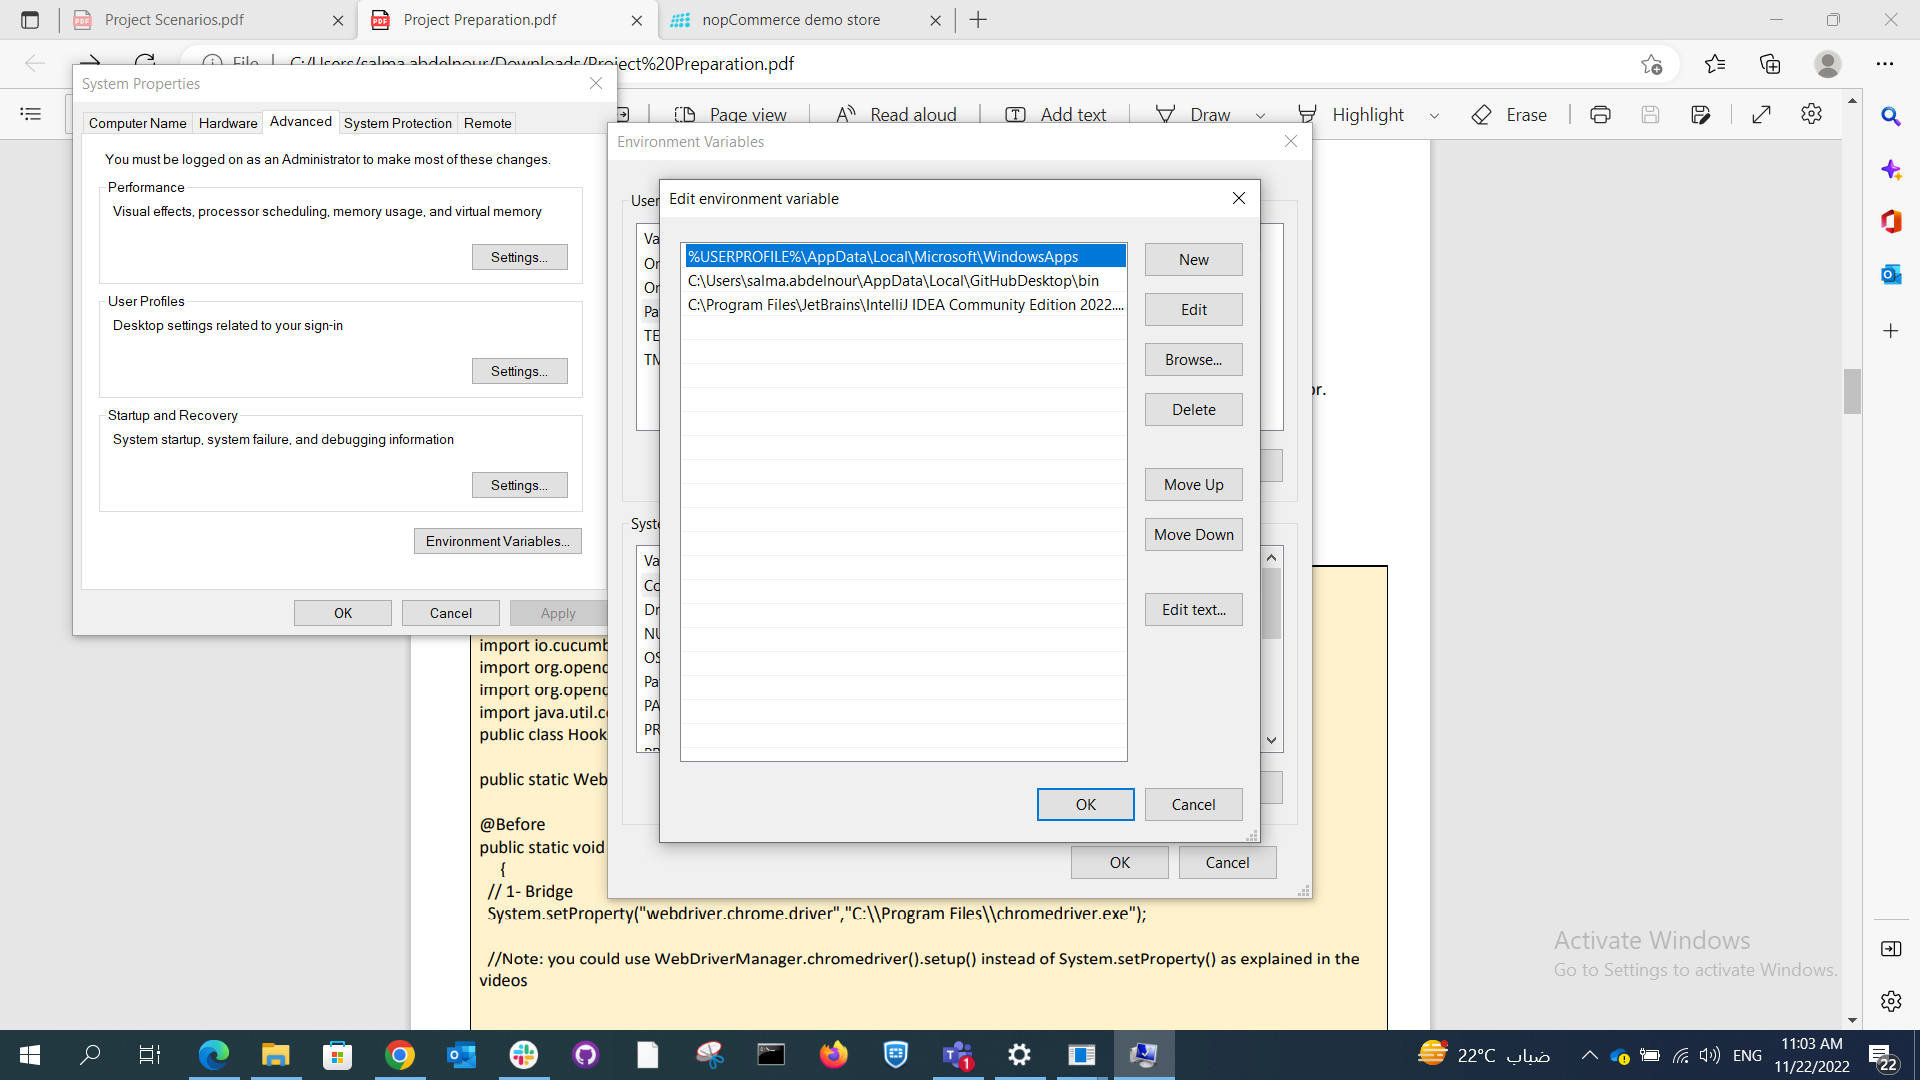 Project Scenarios.pdf
Project Preparation.pdf
nopCommerce demo store
File
C:/Users/salma.abdelnour/Downloads/Project%20Preparation.pdf
Page view
Read aloud
Add text
Draw
Highlight
Erase
System Properties
Computer Name
Hardware
Advanced
System Protection
Remote
You must be logged on as an Administrator to make most of these changes.
Performance
Visual effects, processor scheduling, memory usage, and virtual memory
Settings...
User Profiles
Desktop settings related to your sign-in
Settings...
Startup and Recovery
System startup, system failure, and debugging information
Settings...
Environment Variables...
OK
Cancel
Apply
Environment Variables
User
Va
On
On
Pa
TE
TM
Syste
Va
Co
Dr
NU
OS
Pa
PA
PR
OK
Cancel
Edit environment variable
%USERPROFILE%\AppData\Local\Microsoft\WindowsApps
C:\Users\salma.abdelnour\AppData\Local\GitHubDesktop\bin
C:\Program Files\JetBrains\IntelliJ IDEA Community Edition 2022....
New
Edit
Browse...
Delete
Move Up
Move Down
Edit text...
OK
Cancel
or.
import io.cucumb
import org.openq
import org.openq
import java.util.co
public class Hook
public static Web
@Before
public static void
{
// 1- Bridge
System.setProperty("webdriver.chrome.driver","C:\\Program Files\\chromedriver.exe");
//Note: you could use WebDriverManager.chromedriver().setup() instead of System.setProperty() as explained in the
videos
Activate Windows
Go to Settings to activate Windows.
1
22°C ضباب
ENG
11:03 AM
11/22/2022
22